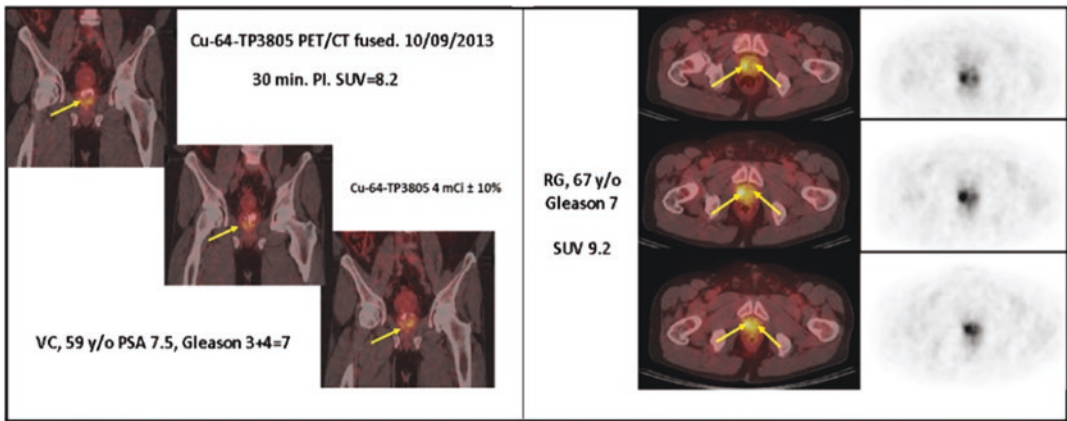 Cu-64-TP3805 PET/CT fused. 10/09/2013
30 min. PI. SUV=8.2
Cu-64-TP3805 4 mCi ± 10%
VC, 59 y/o PSA 7.5, Gleason 3+4=7
RG, 67 y/o
Gleason 7
SUV 9.2